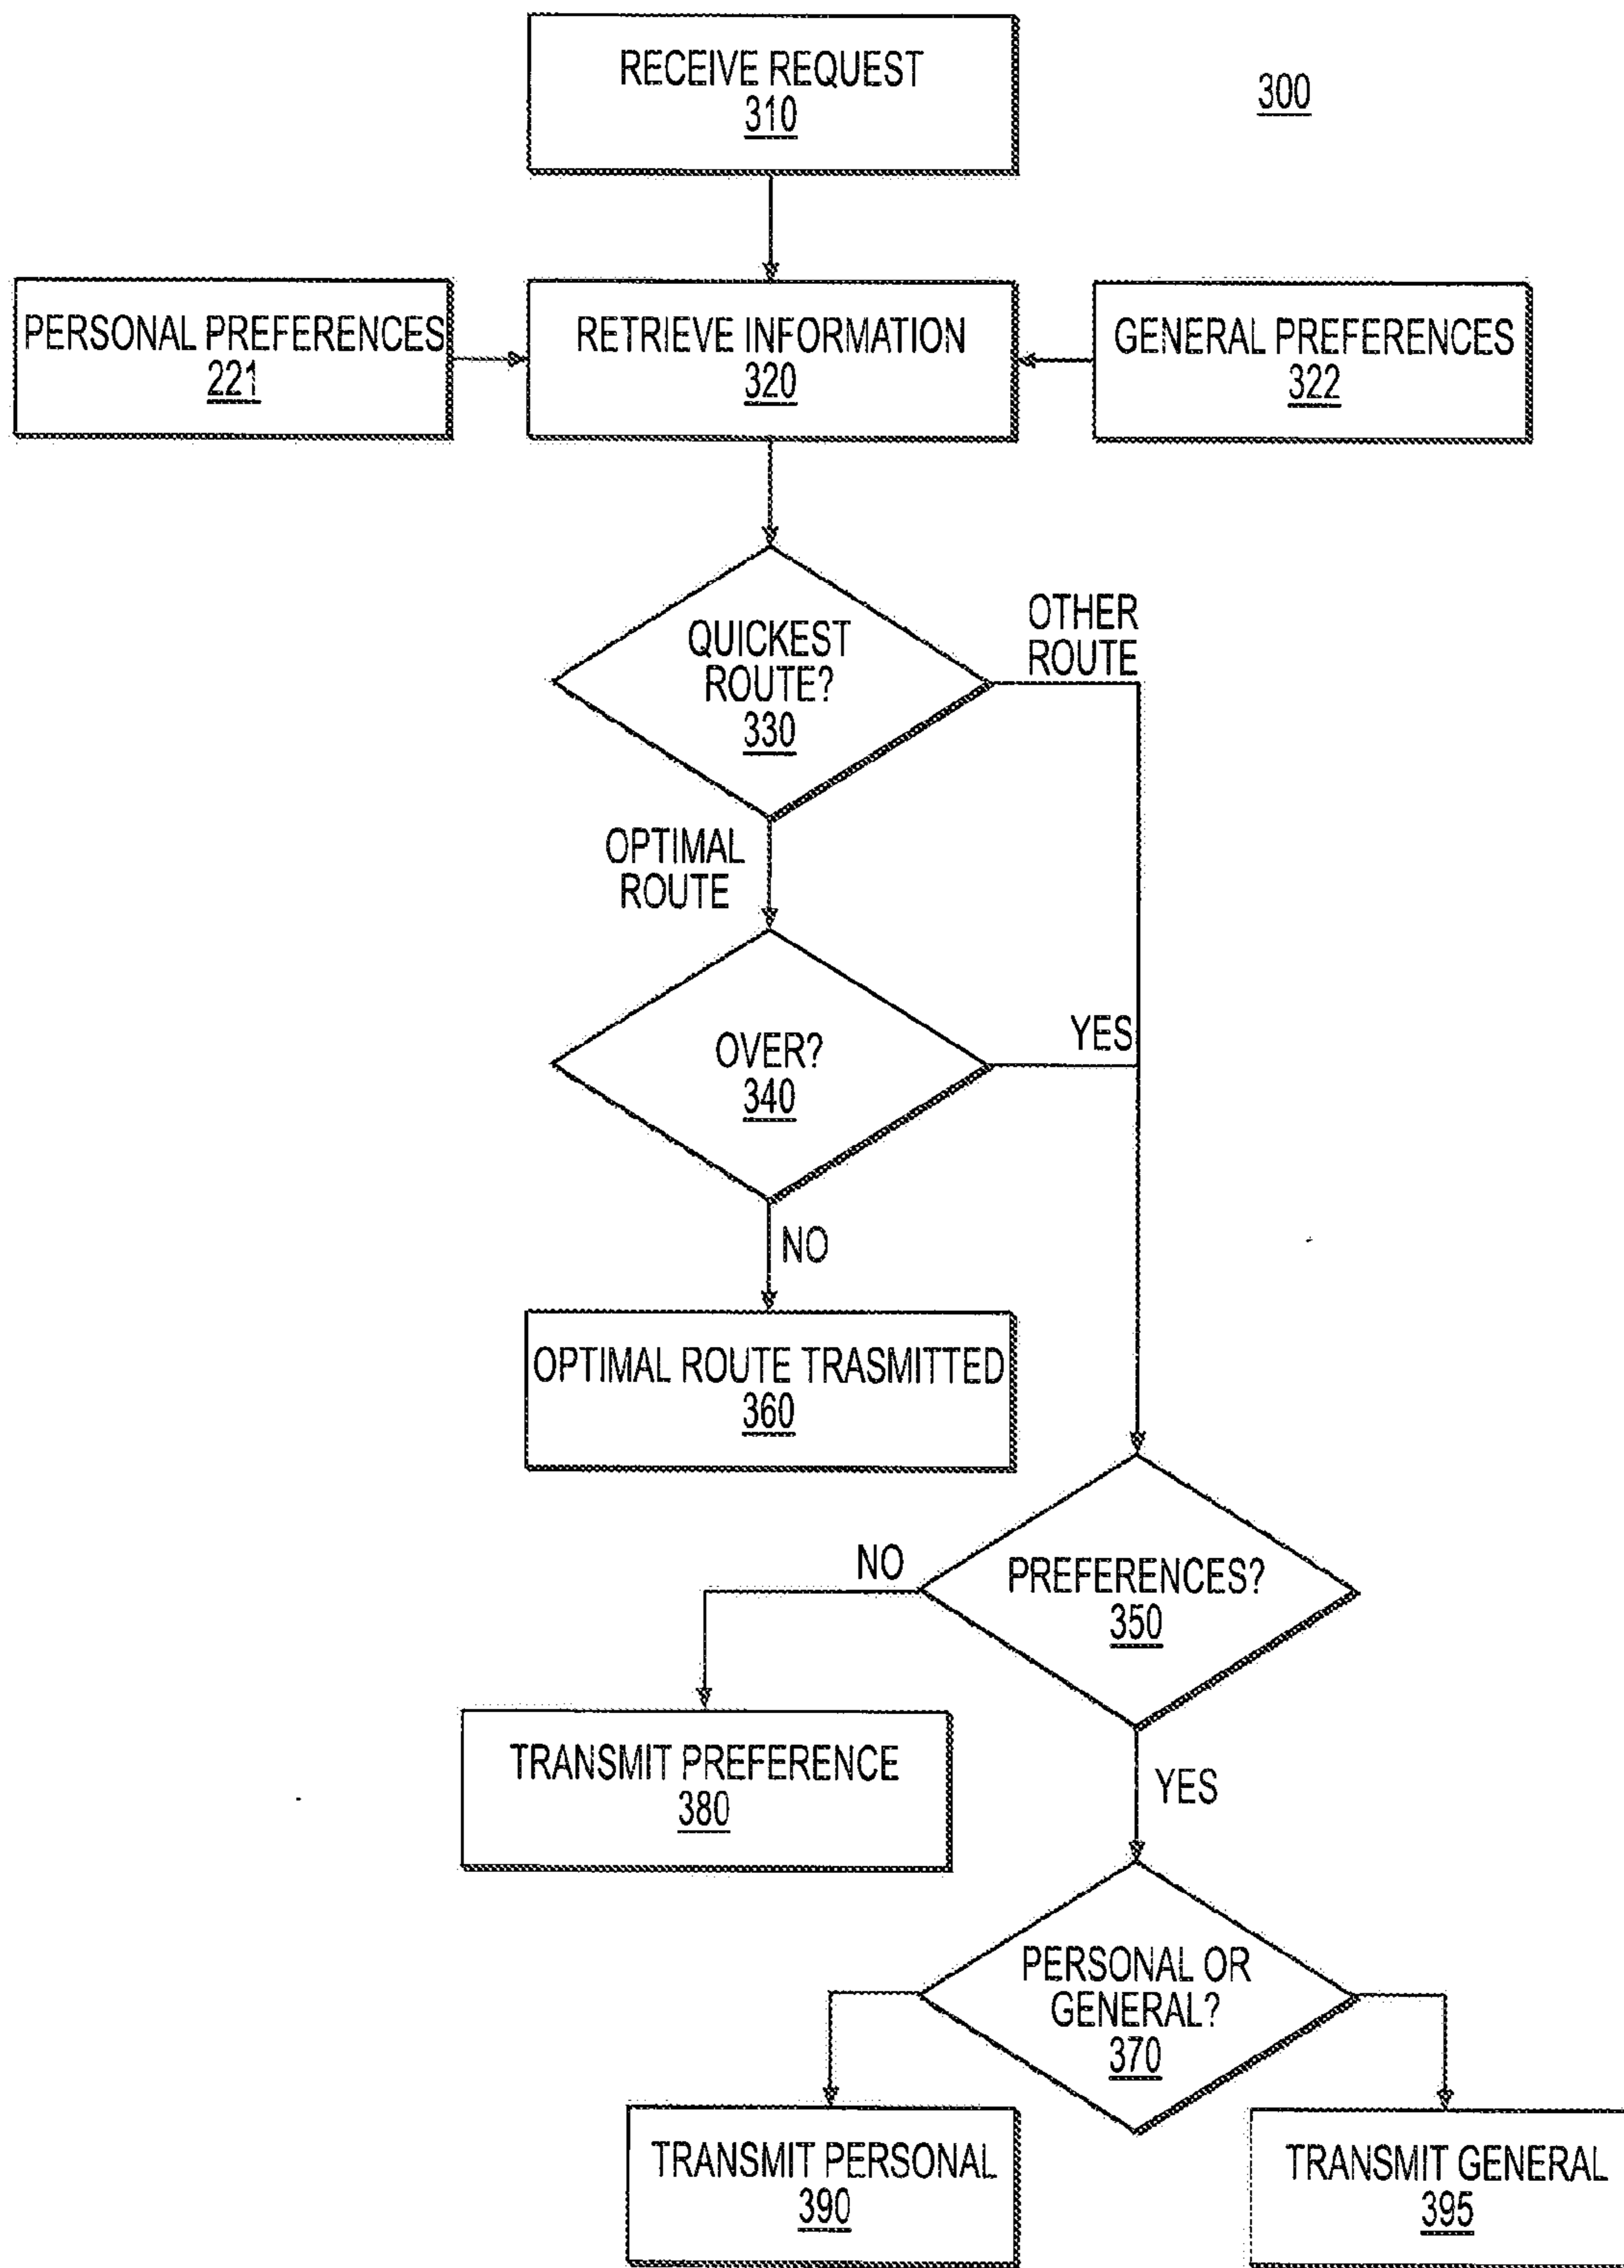 RECEIVE REQUEST
310
300
PERSONAL PREFERENCES
221
RETRIEVE INFORMATION
320
GENERAL PREFERENCES
322
QUICKEST
ROUTE?
330
OTHER
ROUTE
OPTIMAL
ROUTE
OVER?
340
YES
NO
OPTIMAL ROUTE TRASMITTED
360
PREFERENCES?
350
NO
TRANSMIT PREFERENCE
380
YES
PERSONAL OR
GENERAL?
370
TRANSMIT PERSONAL
390
TRANSMIT GENERAL
395